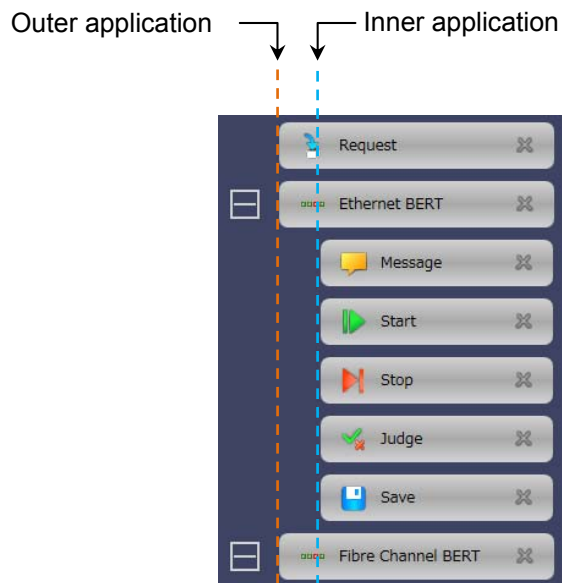 Outer application
Inner application
Request
Ethernet BERT
Message
Start
Stop
Judge
Save
Fibre Channel BERT